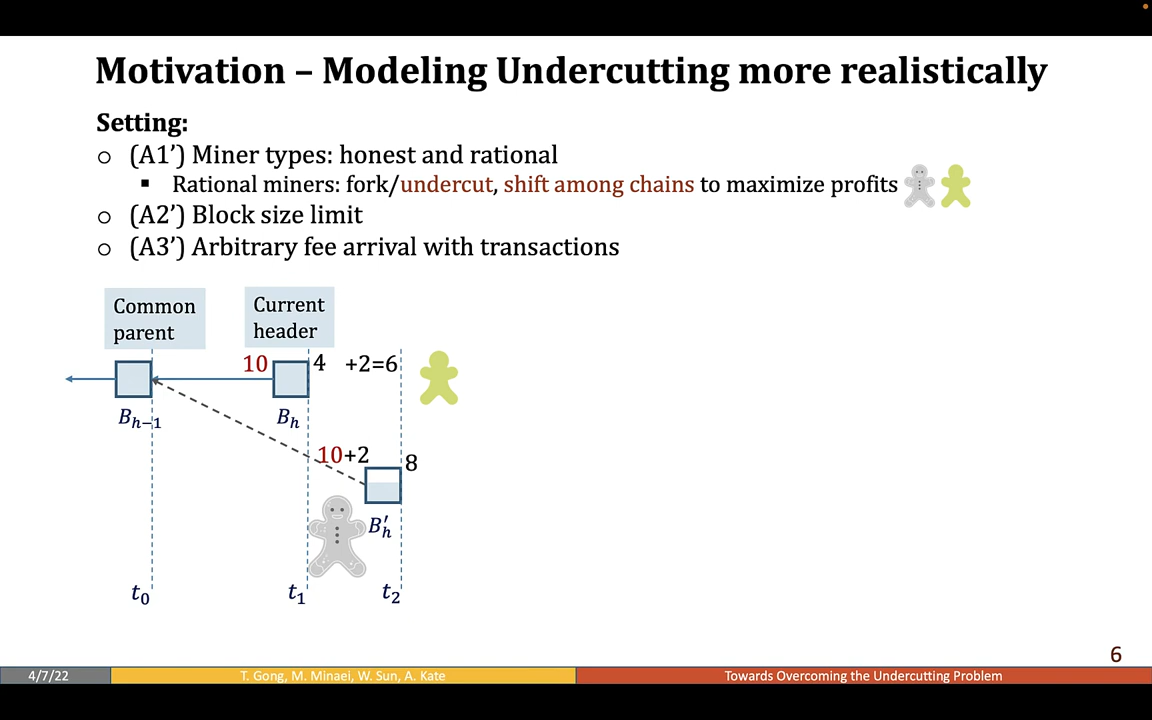 Motivation – Modeling Undercutting more realistically
Setting:
(A1’) Miner types: honest and rational
Rational miners: fork/undercut, shift among chains to maximize profits
(A2’) Block size limit
(A3’) Arbitrary fee arrival with transactions
Common
parent
Current
header
10
4
+2=6
B_{h-1}
B_h
10+2
8
B'_h
t_0
t_1
t_2
6
4/7/22
T. Gong, M. Minaei, W. Sun, A. Kate
Towards Overcoming the Undercutting Problem